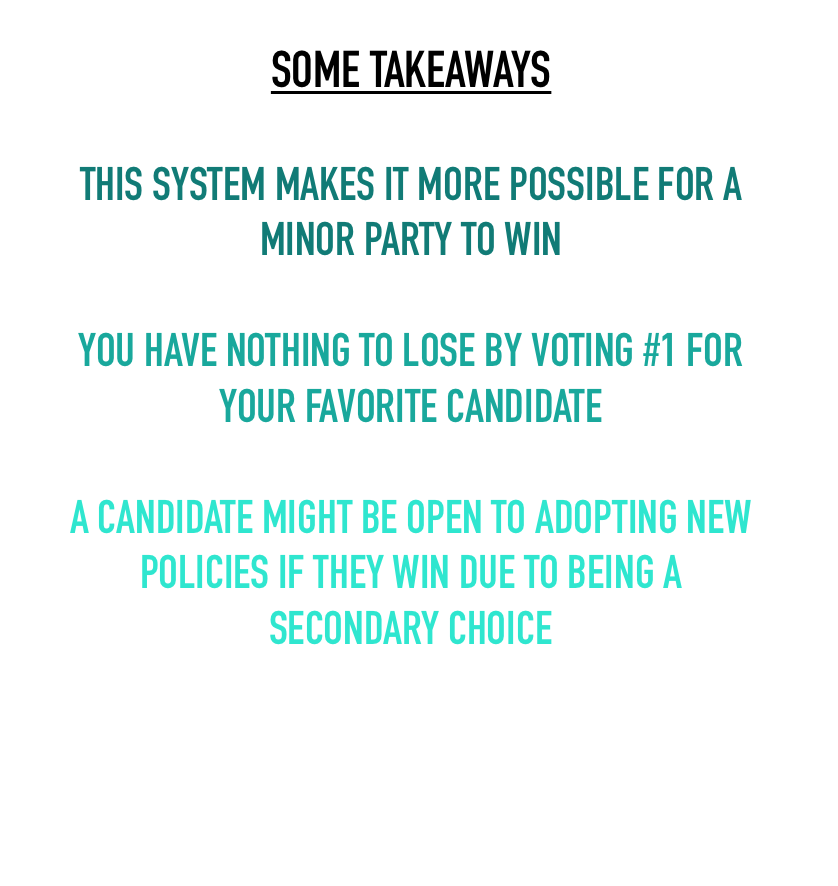 SOME TAKEAWAYS
THIS SYSTEM MAKES IT MORE POSSIBLE FOR A
MINOR PARTY TO WIN
YOU HAVE NOTHING TO LOSE BY VOTING #1 FOR
YOUR FAVORITE CANDIDATE
A CANDIDATE MIGHT BE OPEN TO ADOPTING NEW
POLICIES IF THEY WIN DUE TO BEING A
SECONDARY CHOICE